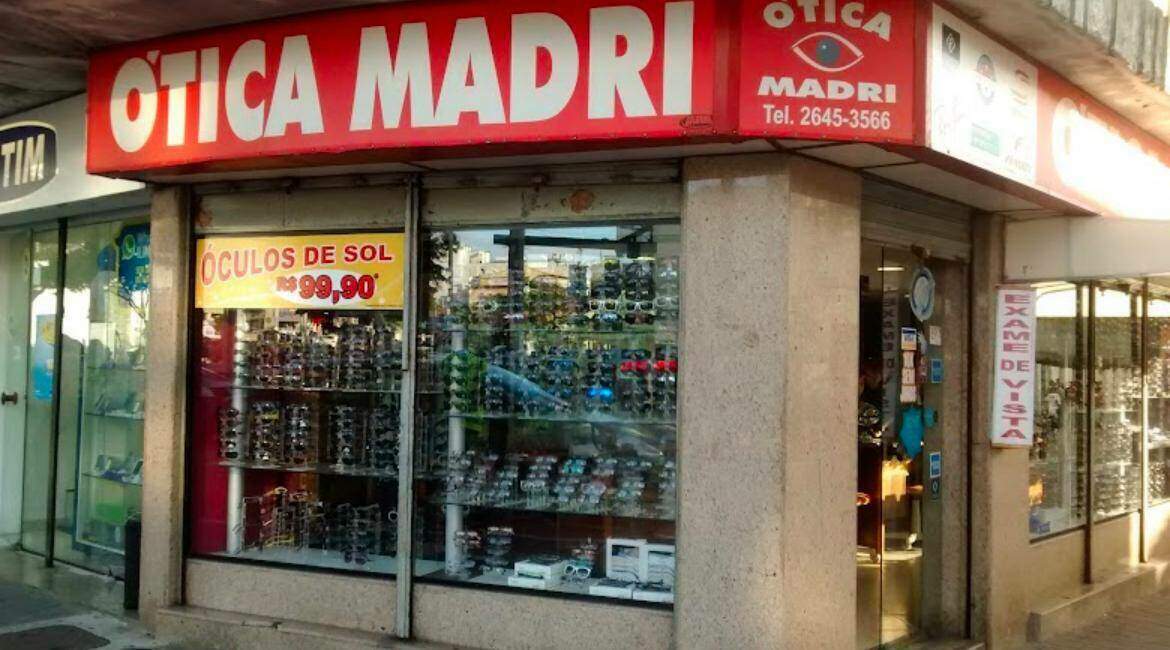 ÓTICA MADRI
ÓTICA
MADRI
Tel. 2645-3566
TIM
ÓCULOS DE SOL
R$ 99,90
EXAME DE VISTA